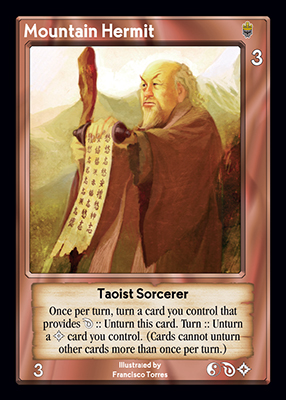 Mountain Hermit
3
Taoist Sorcerer
Once per turn, turn a card you control that
provides :: Unturn this card. Turn :: Unturn
a card you control. (Cards cannot unturn
other cards more than once per turn.)
3
Illustrated by
Francisco Torres